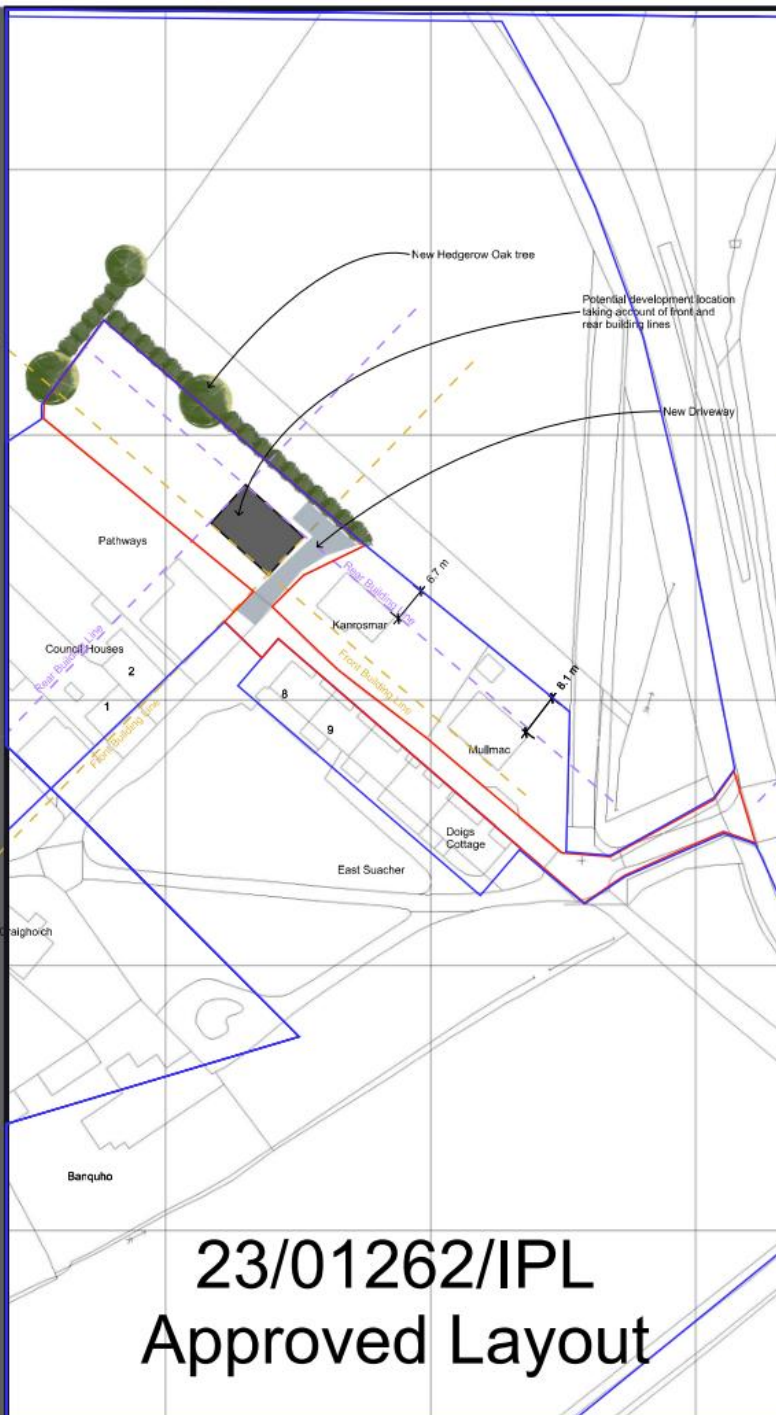 New Hedgerow Oak tree
Potential development location
taking account of front and
rear building lines
New Driveway
Pathways
6.7 m
Rear Building Line
Kanrosmar
Council Houses
2
Rear Building Line
Front Building Line
8
8.1 m
1
9
Front Building Line
Mullmac
Doigs
Cottage
East Suacher
raighoich
Banquho
23/01262/IPL
Approved Layout